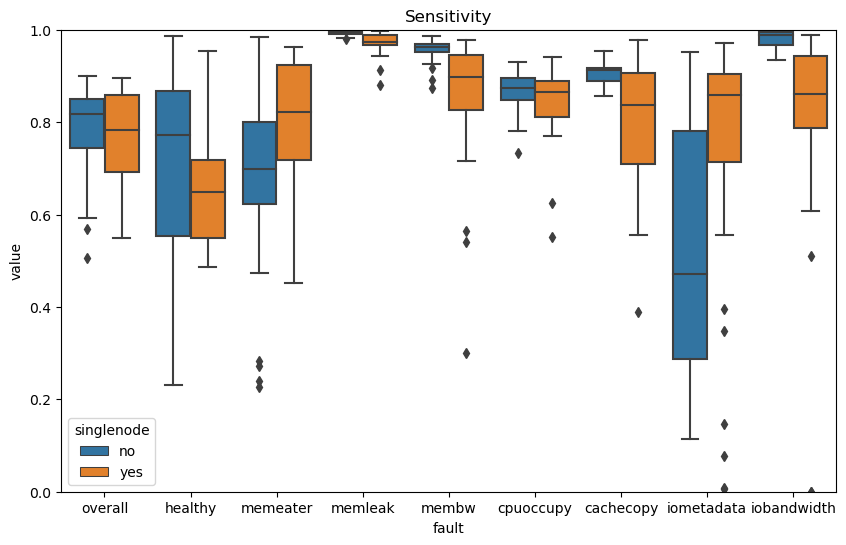 Sensitivity
value
1.0
0.8
0.6
0.4
0.2
0.0
singlenode
no
yes
overall healthy memeater memleak membw cpuoccupy cachecopy iometadata iobandwidth
fault